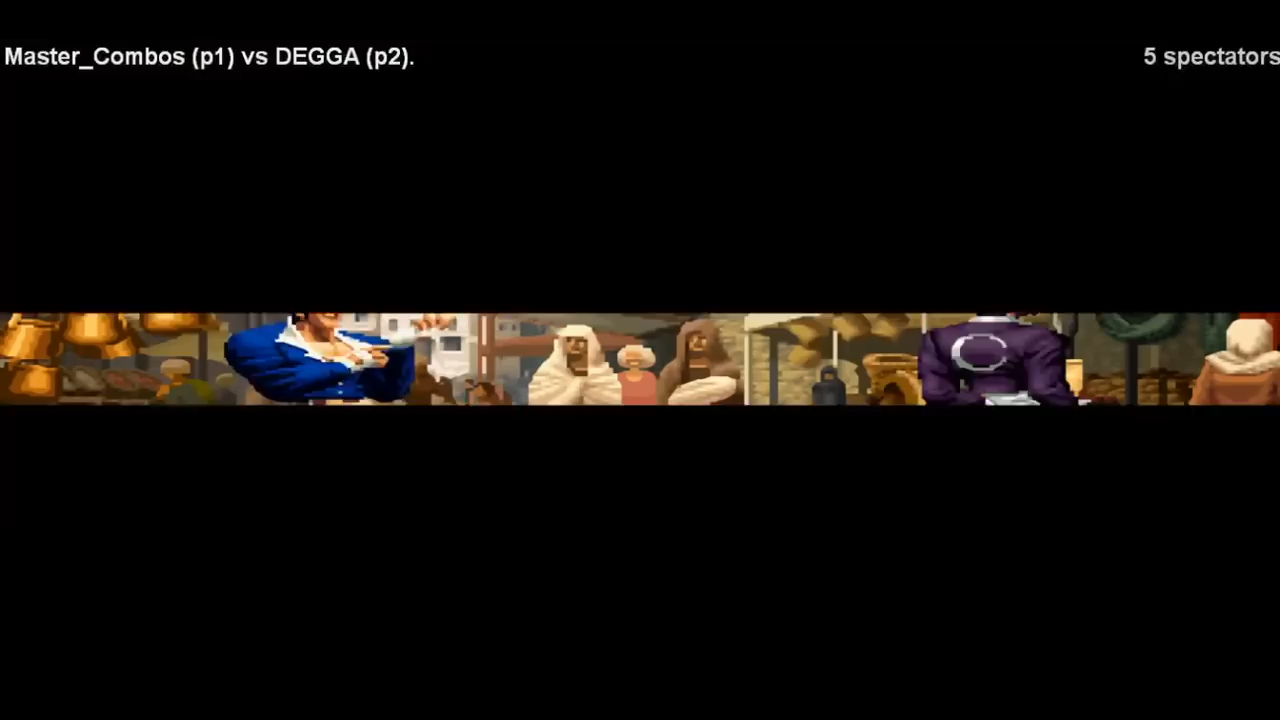 Master_Combos (p1) vs DEGGA (p2).
5 spectators